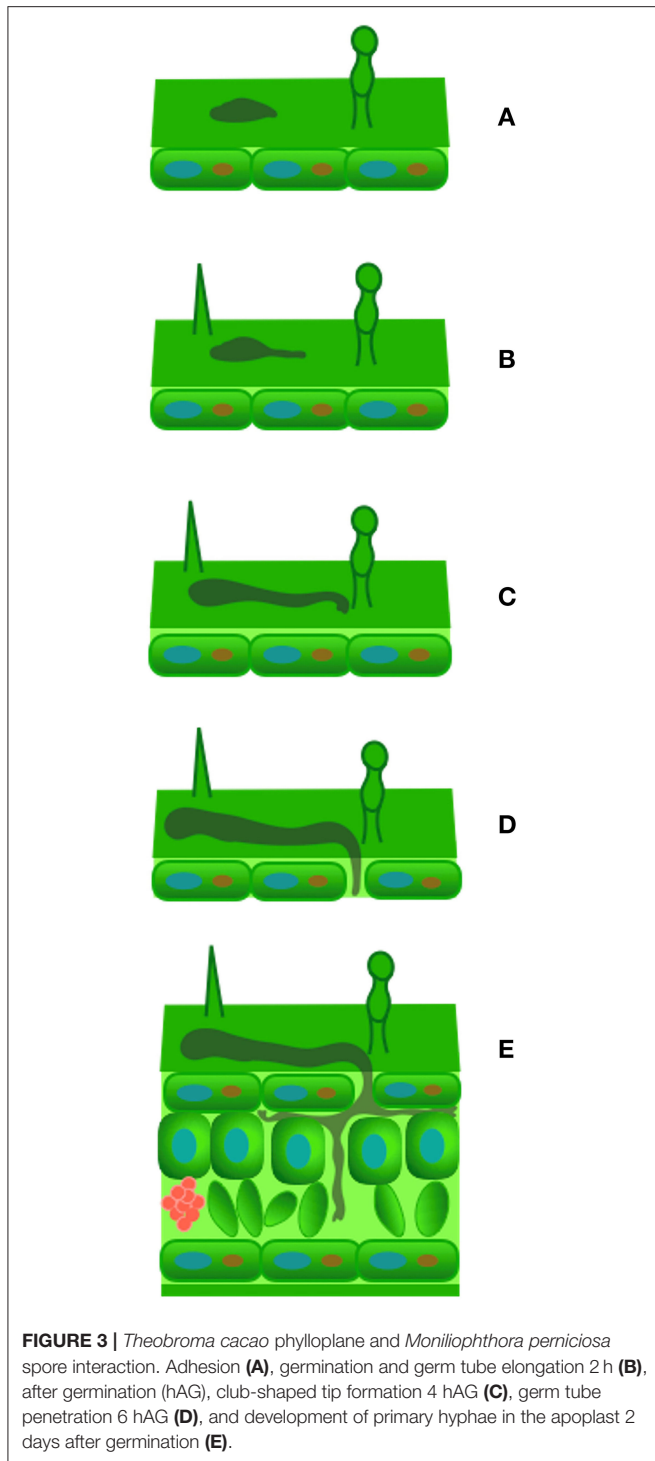 A
B
C
D
E
FIGURE 3 | Theobroma cacao phylloplane and Moniliophthora perniciosa
spore interaction. Adhesion (A), germination and germ tube elongation 2 h (B),
after germination (hAG), club-shaped tip formation 4 hAG (C), germ tube
penetration 6 hAG (D), and development of primary hyphae in the apoplast 2
days after germination (E).